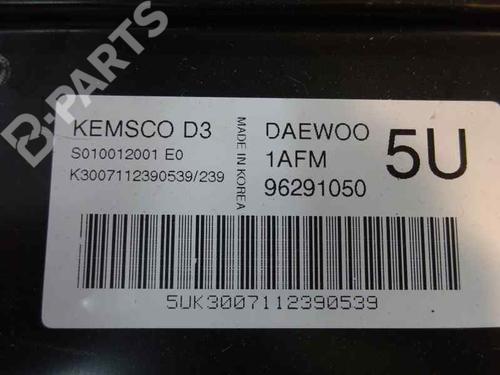 B-PARTS
KEMSCO D3
S010012001 E0
K3007112390539/239
MADE IN KOREA
DAEWOO
1AFM
96291050
5U
5UK3007112390539